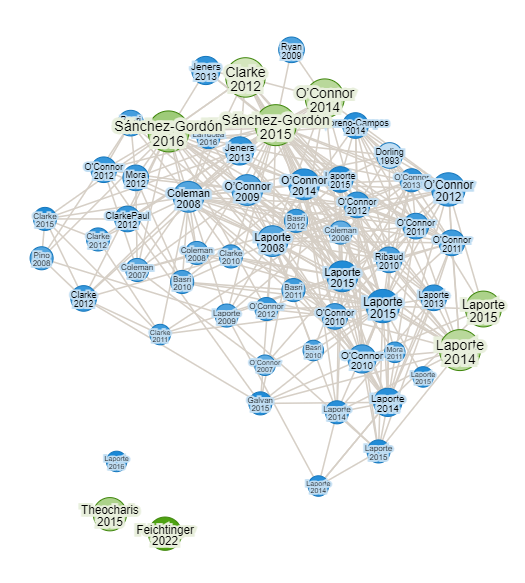 Ryan
2009
Jeners
2013
Clarke
2012
O'Connor
2014
Sánchez-Gordón
2016
Sánchez-Gordón
2015
2016
2014
Jeners
2013
Dorling
1993
O'Connor
2012
Mora
2012
Coleman
2008
O'Connor
2009
O'Connor
2014
Laporte
2015
O'Connor
2012
O'Connor
2013
O'Connor
2012
Clarke
2015
ClarkePaul
2012
Basri
2012
Coleman
2006
O'Connor
2011
Clarke
2012
Laporte
2008
O'Connor
2011
Pino
2008
Coleman
2008
Clarke
2010
Ribaud
2010
Coleman
2007
Basri
2010
Laporte
2015
Clarke
2012
Basri
2011
Laporte
2015
Laporte
2013
Laporte
2015
Laporte
2009
O'Connor
2012
O'Connor
2010
Clarke
2011
Basri
2010
O'Connor
2010
Mora
2011
Laporte
2014
O'Connor
2007
Laporte
2015
Galvan
2015
Laporte
2014
Laporte
2014
Laporte
2015
Laporte
2016
Laporte
2014
Theocharis
2015
Feichtinger
2022